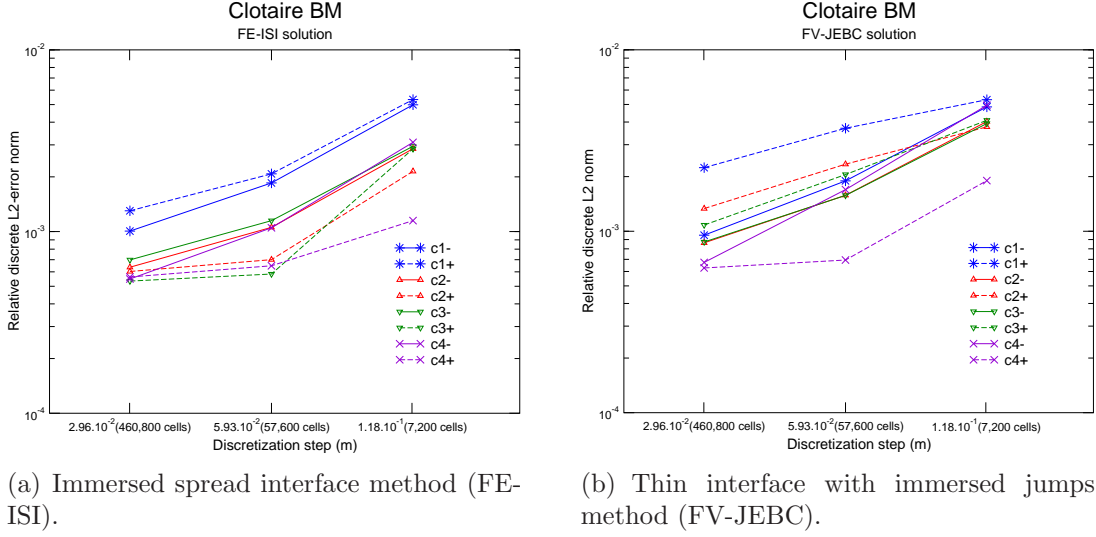 Clotaire BM
FE-ISI solution
10-2
10-3
10-4
Relative discrete L2-error norm
c1-
c1+
c2-
c2+
c3-
c3+
c4-
c4+
2.96.10-2(460,800 cells)
5.93.10-2(57,600 cells)
1.18.10-1(7,200 cells)
Discretization step (m)
(a) Immersed spread interface method (FE-
ISI).
Clotaire BM
FV-JEBC solution
10-2
10-3
10-4
Relative discrete L2 norm
c1-
c1+
c2-
c2+
c3-
c3+
c4-
c4+
2.96.10-2(460,800 cells)
5.93.10-2(57,600 cells)
1.18.10-1(7,200 cells)
Discretization step (m)
(b) Thin interface with immersed jumps
method (FV-JEBC).